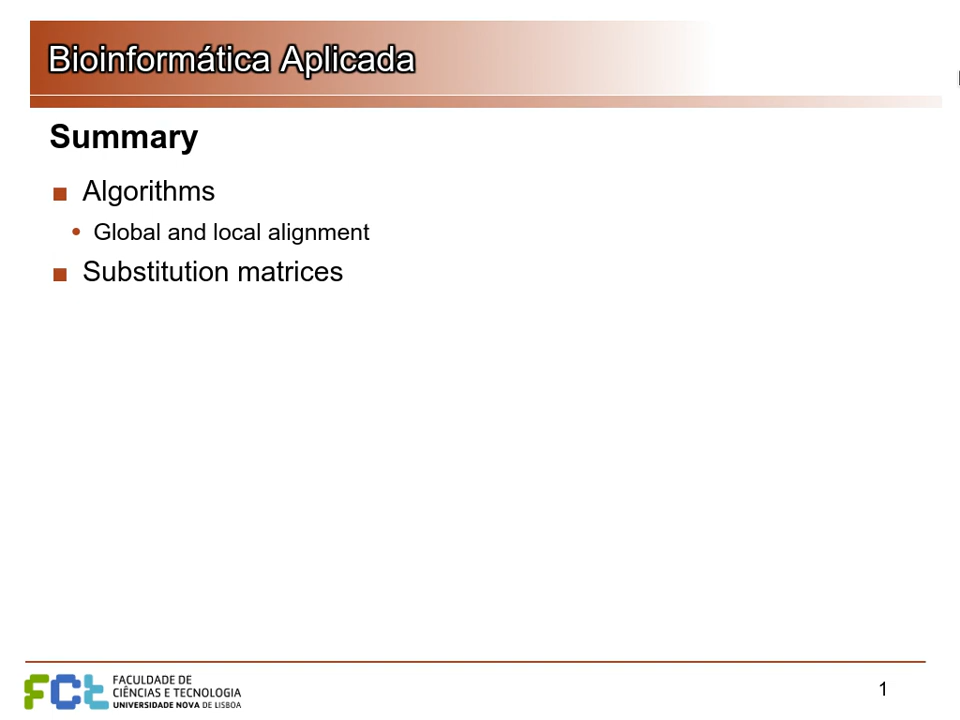 Bioinformática Aplicada
Summary
Algorithms
Global and local alignment
Substitution matrices
FCt
FACULDADE DE
CIÊNCIAS E TECNOLOGIA
UNIVERSIDADE NOVA DE LISBOA
1